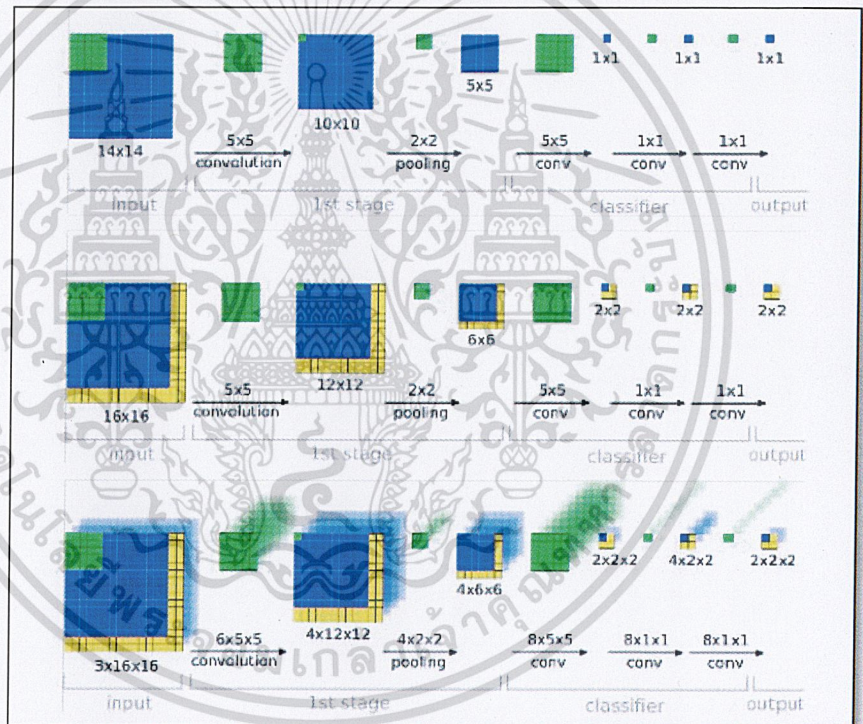 5x5
1x1 1x1 1x1
14x14 10x10
5x5 2x2 5x5 1x1 1x1
convolution pooling conv conv conv
input 1st stage classifier output
2x2 2x2 2x2
6x6
16x16 12x12
5x5 2x2 5x5 1x1 1x1
convolution pooling conv conv conv
input 1st stage classifier output
2x2x2 4x2x2 2x2x2
4x6x6
3x16x16 4x12x12
6x5x5 4x2x2 8x5x5 8x1x1 8x1x1
convolution pooling conv conv conv
input 1st stage classifier output